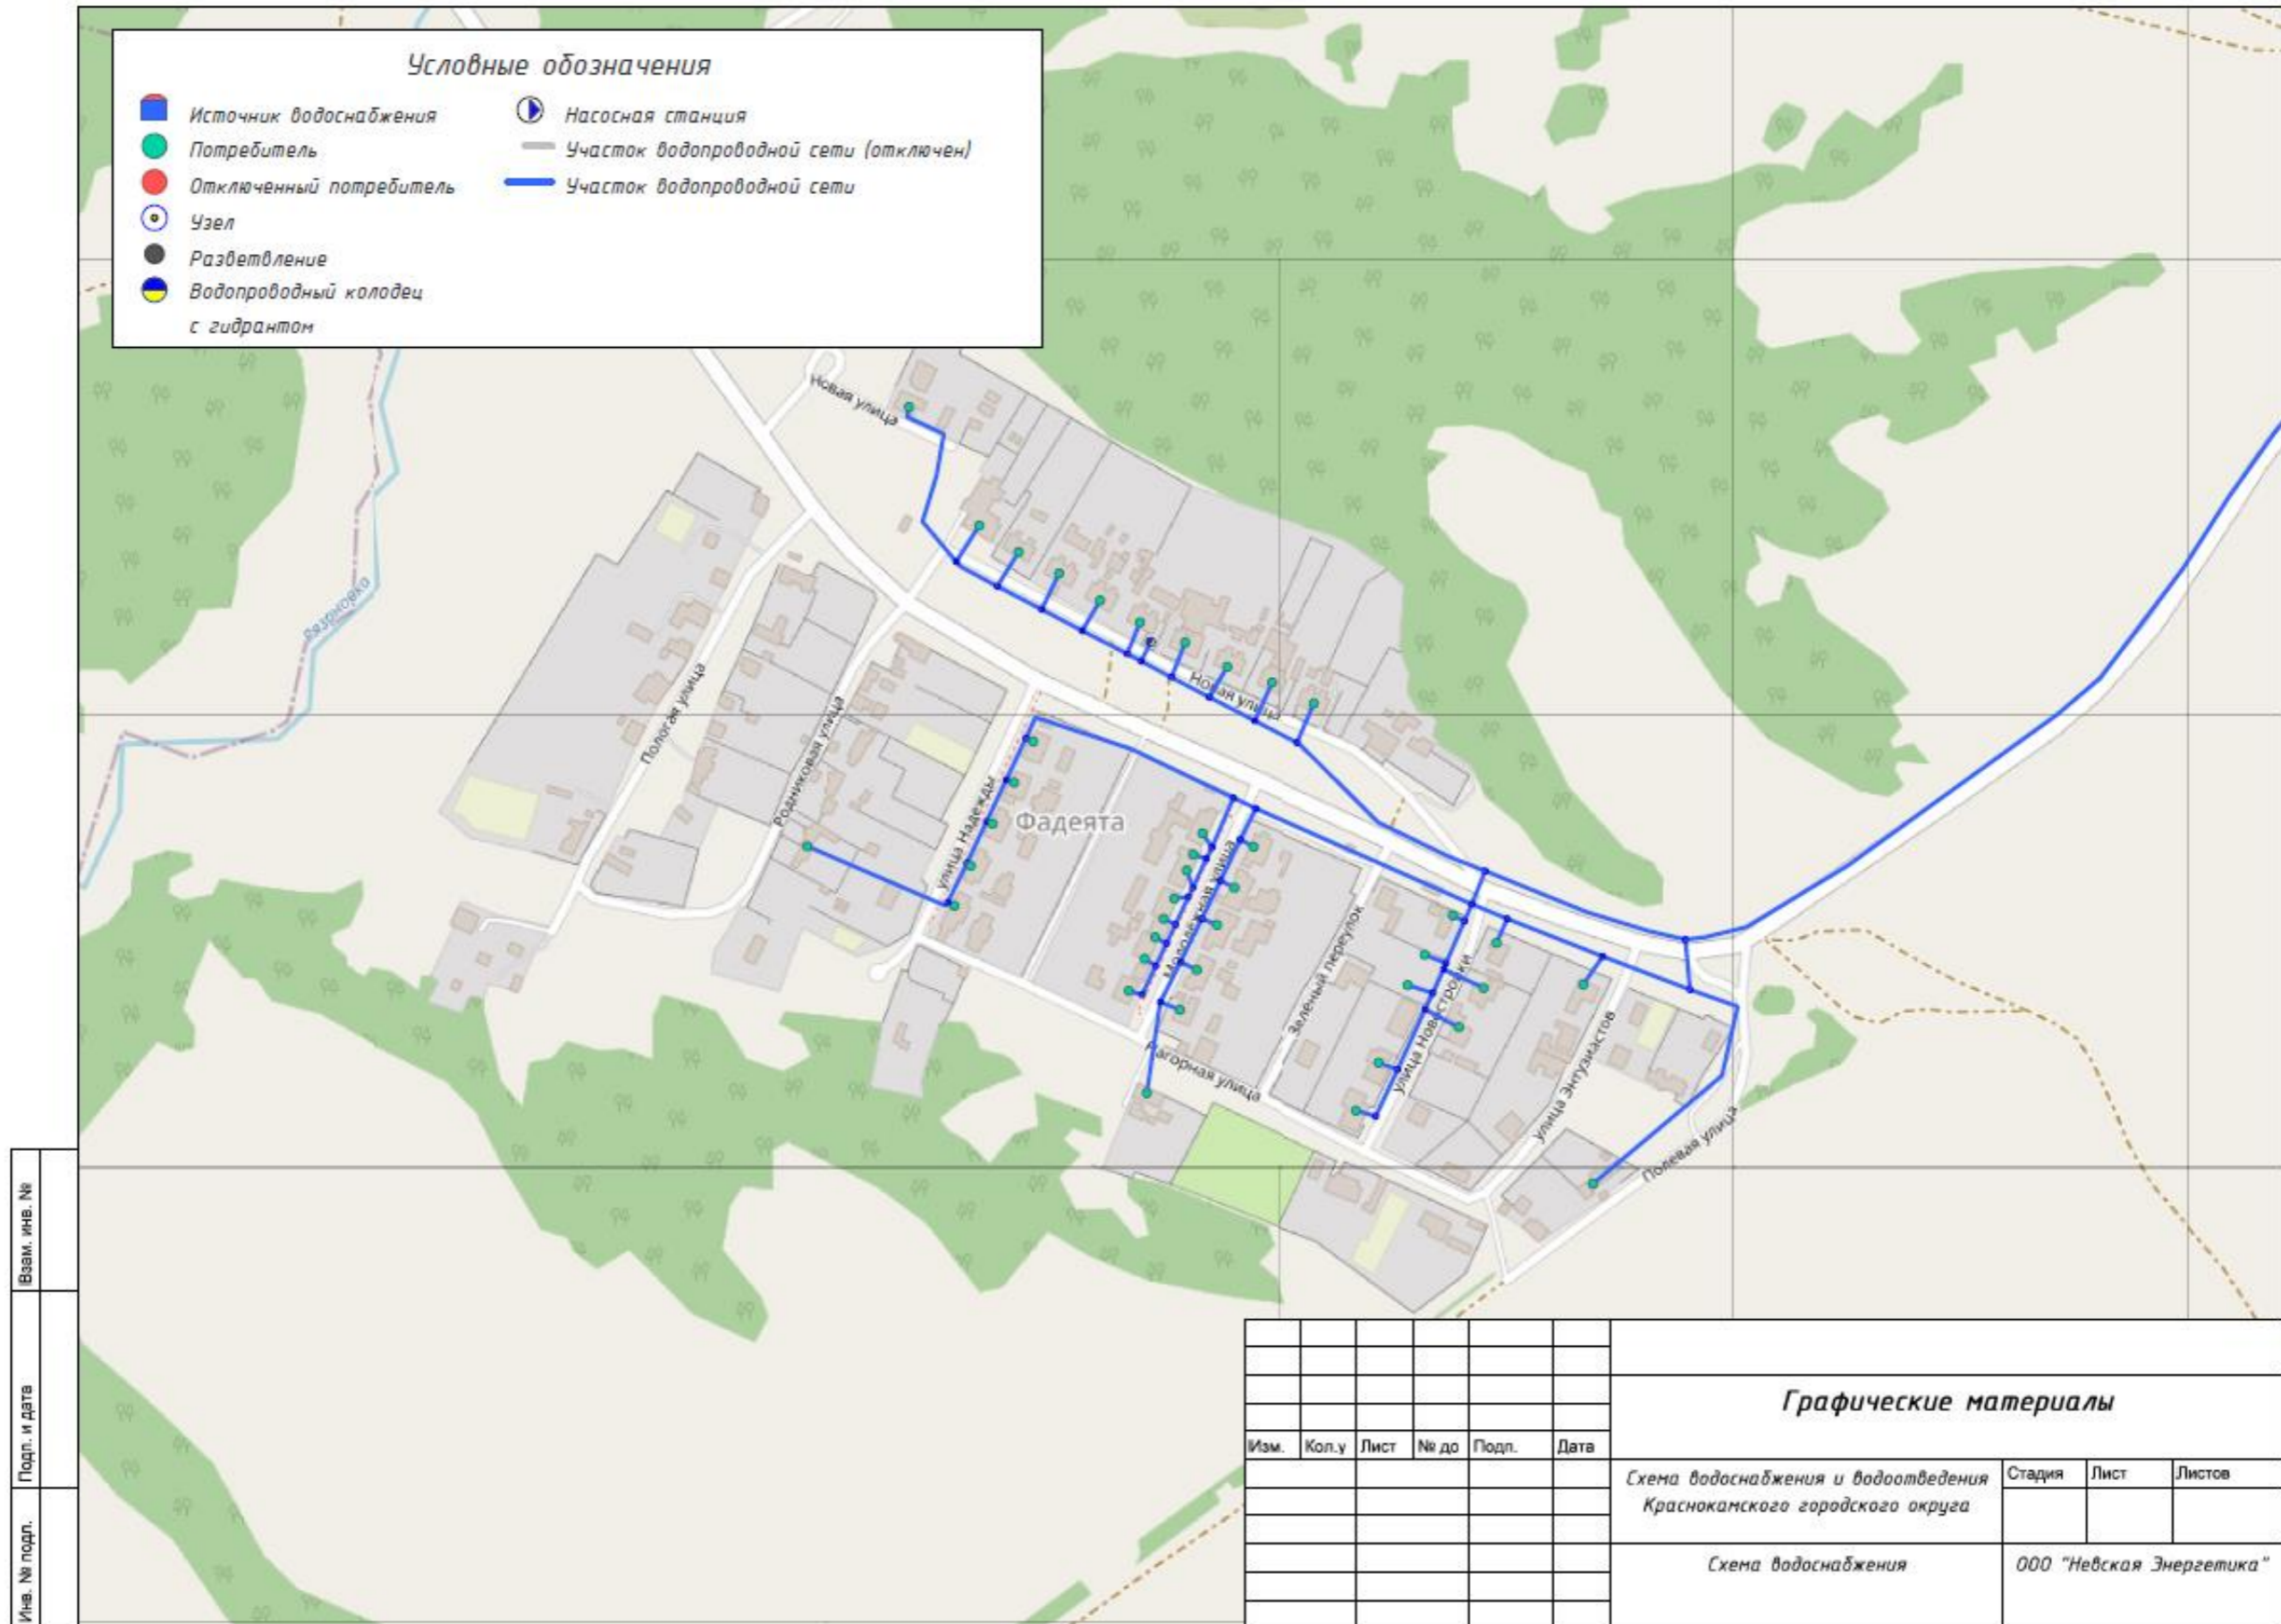 Условные обозначения
Источник водоснабжения
Потребитель
Отключенный потребитель
Узел
Разветвление
Водопроводный колодец
с гидрантом
Насосная станция
Участок водопроводной сети (отключен)
Участок водопроводной сети
Новая улица
Рязановка
Пологая улица
Родниковая улица
улица Надежды
Фадеята
Новая улица
Молодёжная улица
Зелёный переулок
улица Новостройки
Нагорная улица
улица Энтузиастов
Полевая улица
Взам. инв. №
Подп. и дата
Инв. № подл.
Изм. Кол.у Лист № до Подп. Дата
Графические материалы
Схема водоснабжения и водоотведения
Краснокамского городского округа
Стадия Лист Листов
Схема водоснабжения
ООО "Невская Энергетика"